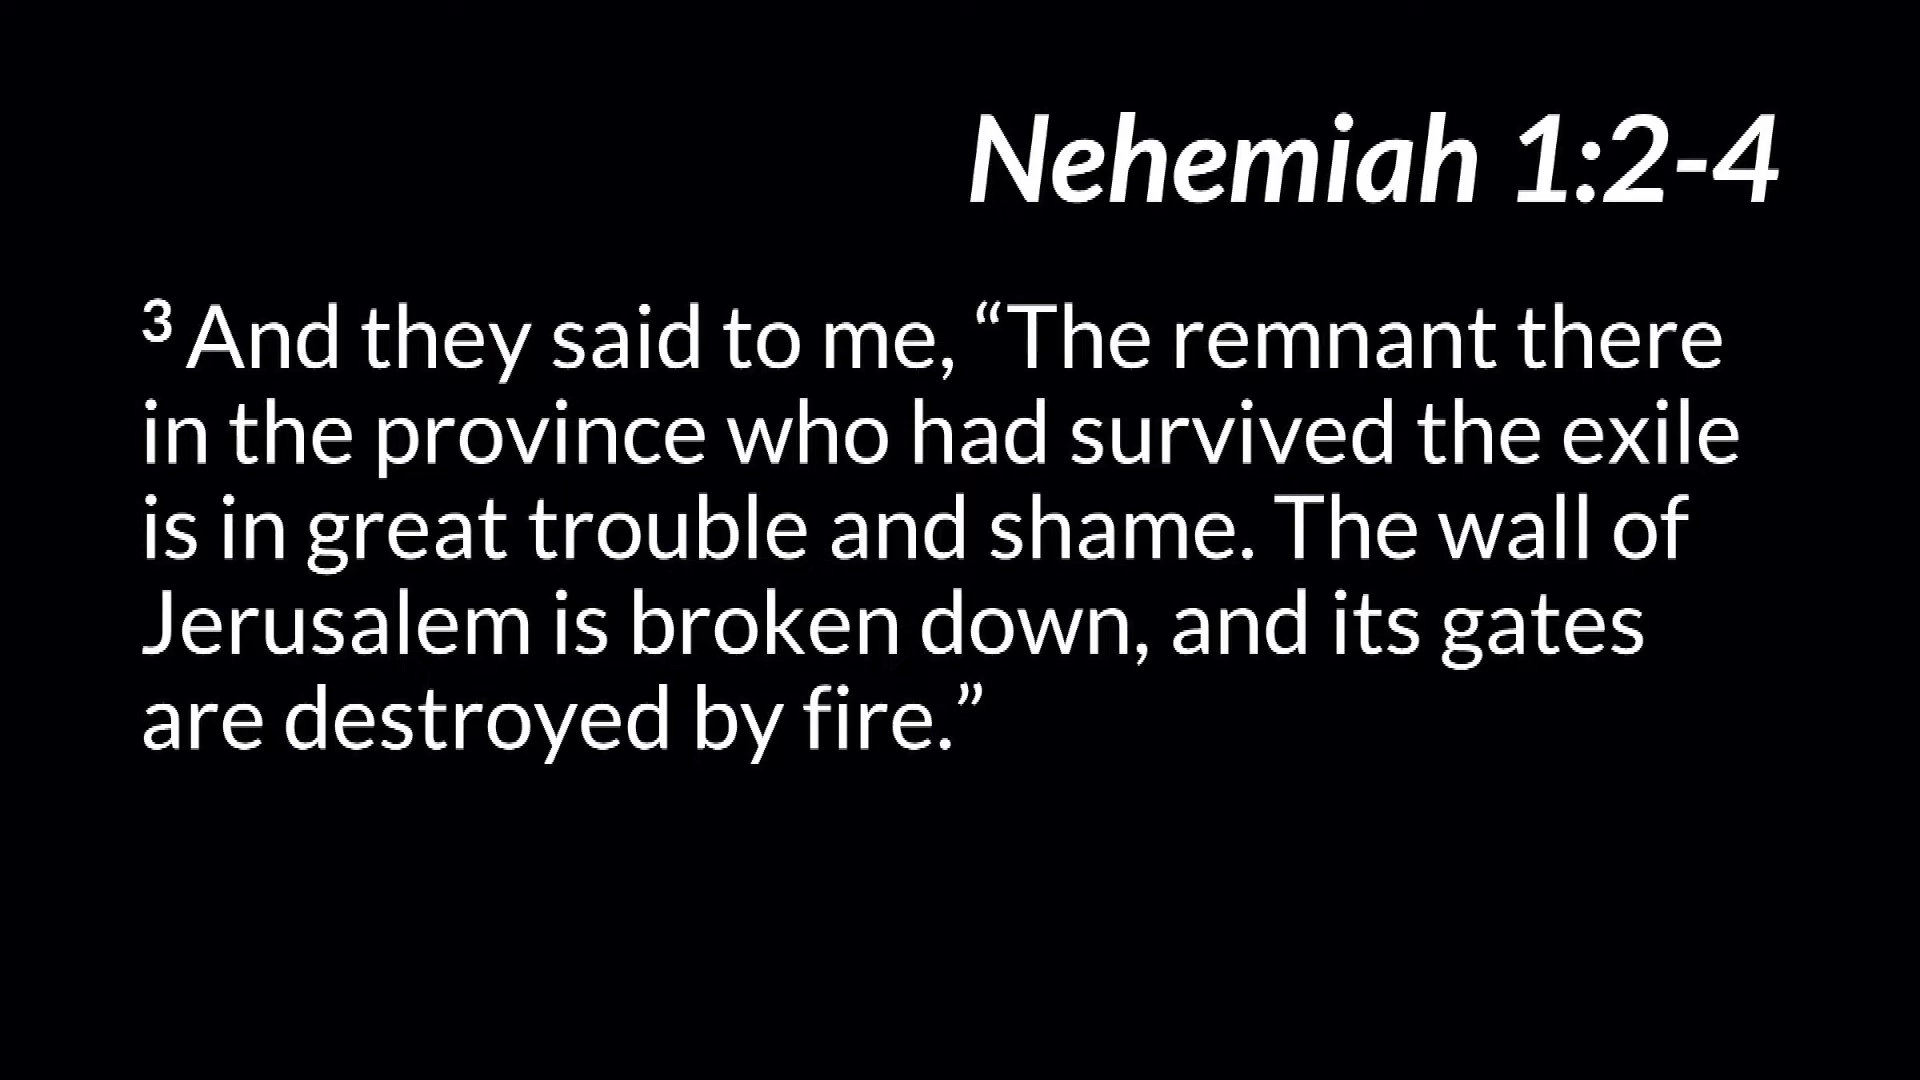 Nehemiah 1:2-4
3 And they said to me, “The remnant there
in the province who had survived the exile
is in great trouble and shame. The wall of
Jerusalem is broken down, and its gates
are destroyed by fire.”